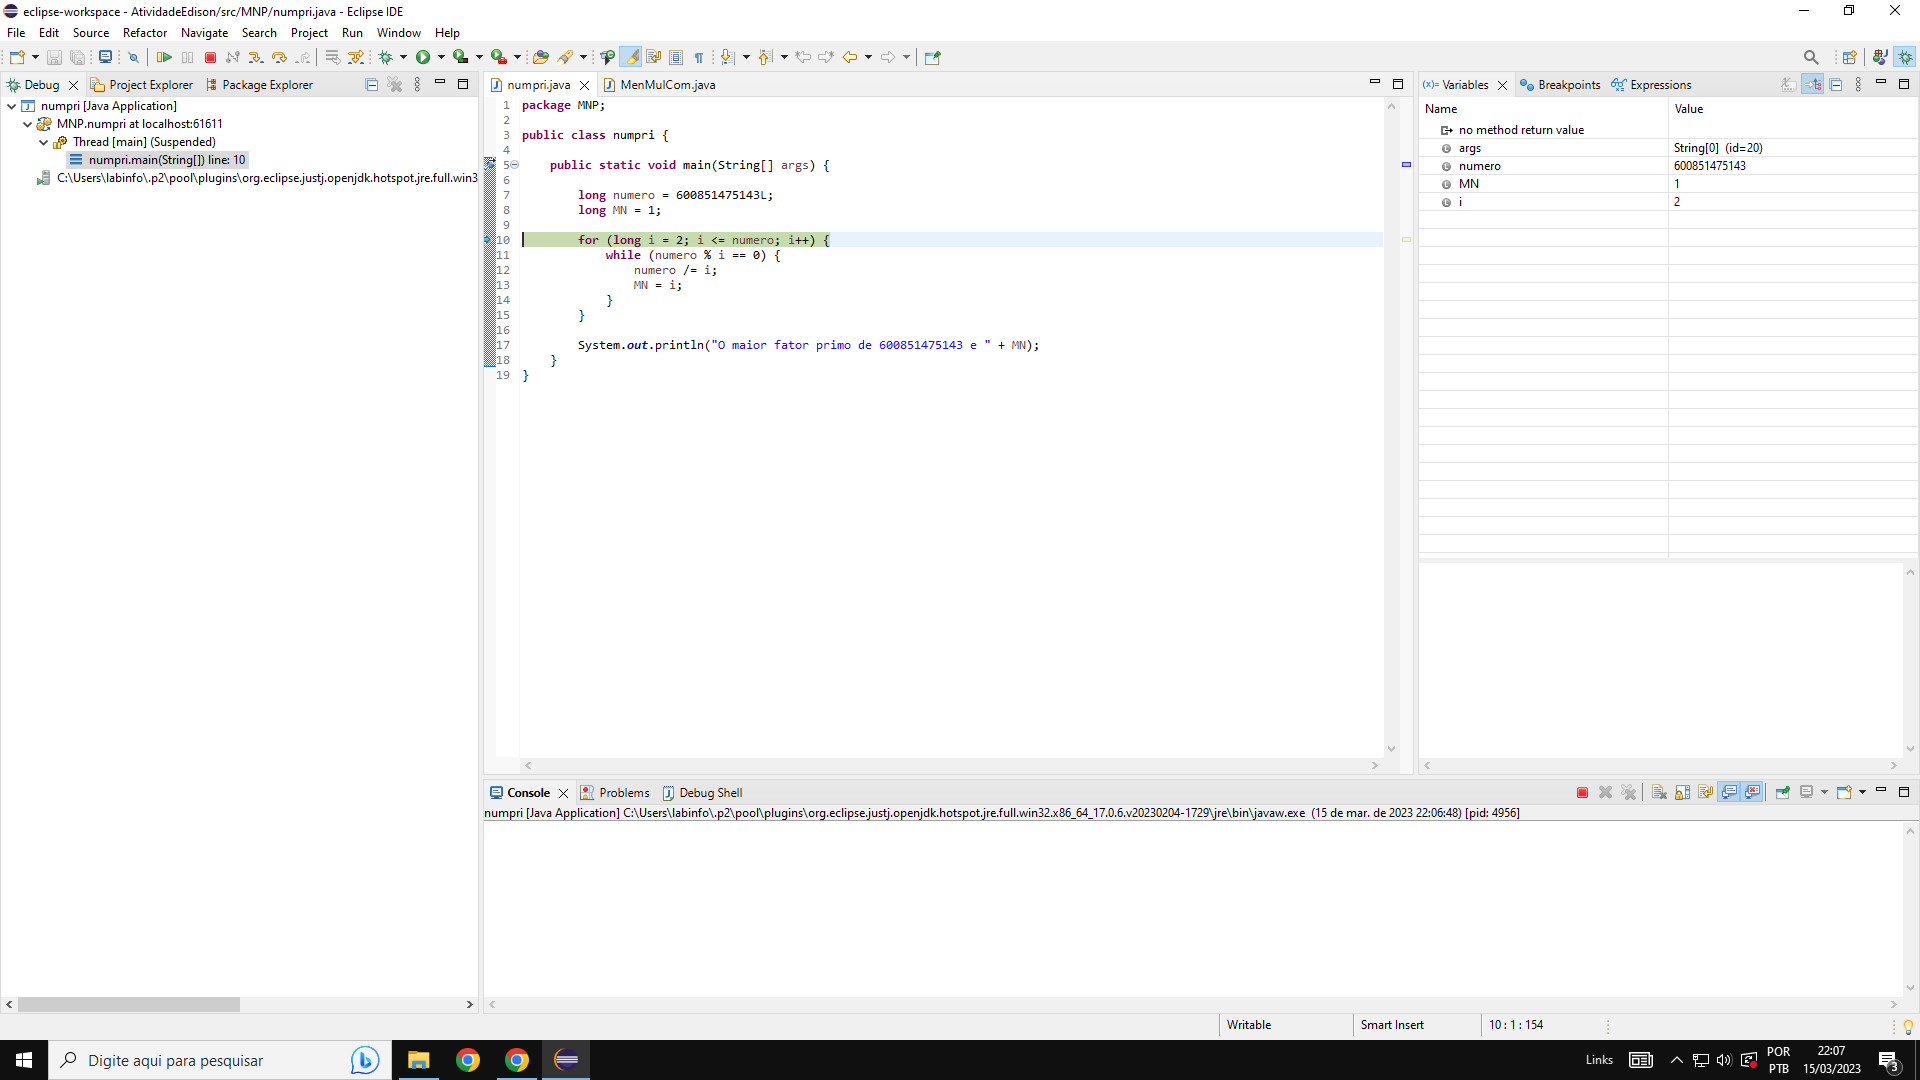 eclipse-workspace - AtividadeEdison/src/MNP/numpri.java - Eclipse IDE
File Edit Source Refactor Navigate Search Project Run Window Help
Debug Project Explorer Package Explorer
numpri [Java Application]
MNP.numpri at localhost:61611
Thread [main] (Suspended)
numpri.main(String[]) line: 10
C:\Users\labinfo\.p2\pool\plugins\org.eclipse.justj.openjdk.hotspot.jre.full.win3
numpri.java MenMulCom.java
1 package MNP;
2
3 public class numpri {
4
5 public static void main(String[] args) {
6
7 long numero = 600851475143L;
8 long MN = 1;
9
10 for (long i = 2; i <= numero; i++) {
11 while (numero % i == 0) {
12 numero /= i;
13 MN = i;
14 }
15 }
16
17 System.out.println("O maior fator primo de 600851475143 e " + MN);
18 }
19 }
(x)= Variables Breakpoints Expressions
Name Value
no method return value
args String[0] (id=20)
numero 600851475143
MN 1
i 2
Console Problems Debug Shell
numpri [Java Application] C:\Users\labinfo\.p2\pool\plugins\org.eclipse.justj.openjdk.hotspot.jre.full.win32.x86_64_17.0.6.v20230204-1729\jre\bin\javaw.exe (15 de mar. de 2023 22:06:48) [pid: 4956]
Writable Smart Insert 10 : 1 : 154
Digite aqui para pesquisar
Links
POR
PTB
22:07
15/03/2023
3